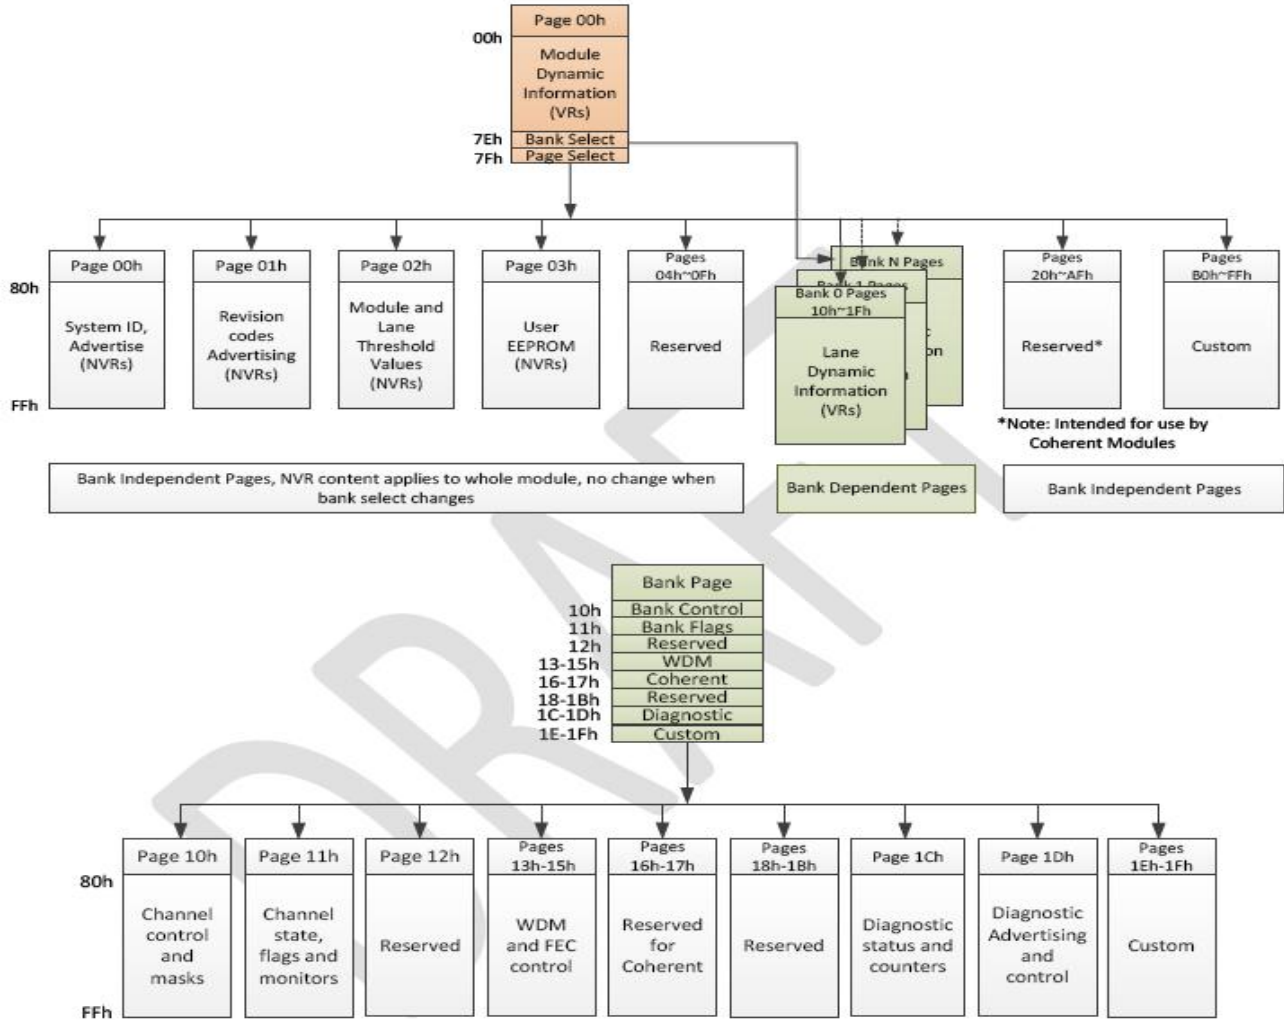 Page 00h
00h
Module
Dynamic
Information
(VRs)
7Eh Bank Select
7Fh Page Select
Page 00h
80h
System ID,
Advertise
(NVRs)
FFh
Page 01h
Revision
codes
Advertising
(NVRs)
Page 02h
Module and
Lane
Threshold
Values
(NVRs)
Page 03h
User
EEPROM
(NVRs)
Pages
04h~0Fh
Reserved
Bank N Pages
Bank 1 Pages
Bank 0 Pages
10h~1Fh
Lane
Dynamic
Information
(VRs)
c
on
Pages
20h~AFh
Reserved*
*Note: Intended for use by
Coherent Modules
Pages
B0h~FFh
Custom
Bank Independent Pages, NVR content applies to whole module, no change when
bank select changes
Bank Dependent Pages
Bank Independent Pages
DRAFT
Bank Page
10h Bank Control
11h Bank Flags
12h Reserved
13-15h WDM
16-17h Coherent
18-1Bh Reserved
1C-1Dh Diagnostic
1E-1Fh Custom
Page 10h
80h
Channel
control
and
masks
FFh
Page 11h
Channel
state,
flags and
monitors
Page 12h
Reserved
Pages
13h-15h
WDM
and FEC
control
Pages
16h-17h
Reserved
for
Coherent
Pages
18h-1Bh
Reserved
Page 1Ch
Diagnostic
status and
counters
Page 1Dh
Diagnostic
Advertising
and
control
Pages
1Eh-1Fh
Custom